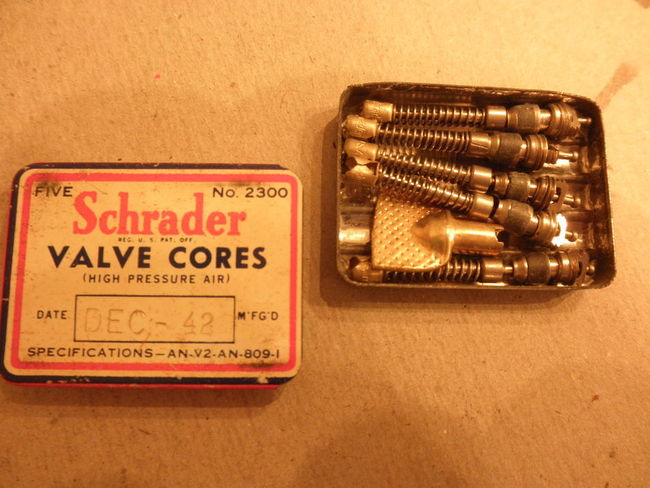 FIVE No. 2300
Schrader
REG. U. S. PAT. OFF.
VALVE CORES
(HIGH PRESSURE AIR)
DATE DEC - 42 M'F'G'D
SPECIFICATIONS-AN-V2-AN-809-1